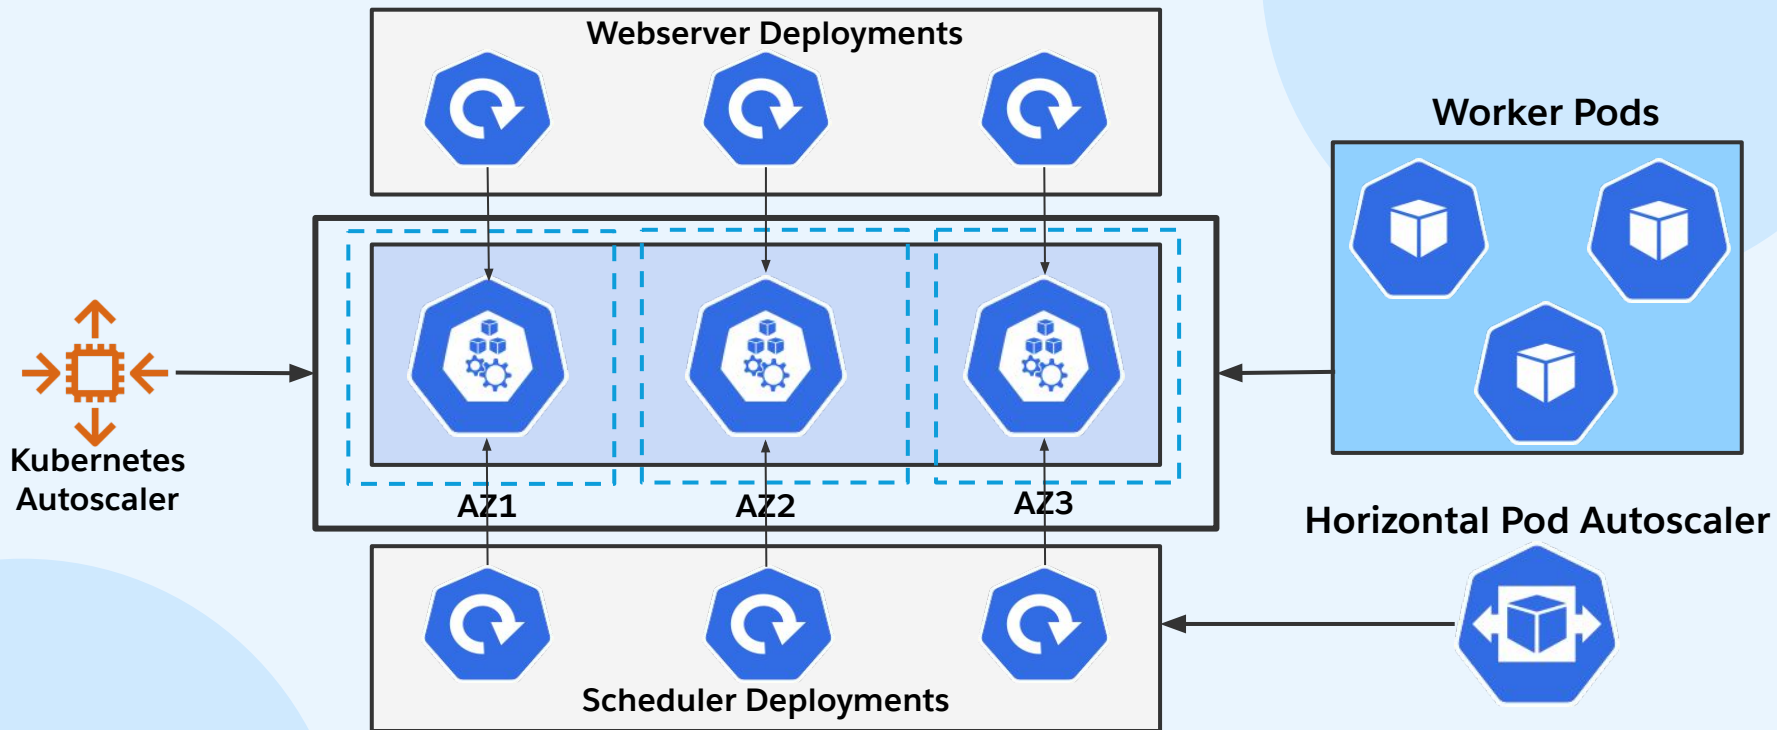 Webserver Deployments
Worker Pods
Kubernetes
Autoscaler
AZ1
AZ2
AZ3
Horizontal Pod Autoscaler
Scheduler Deployments